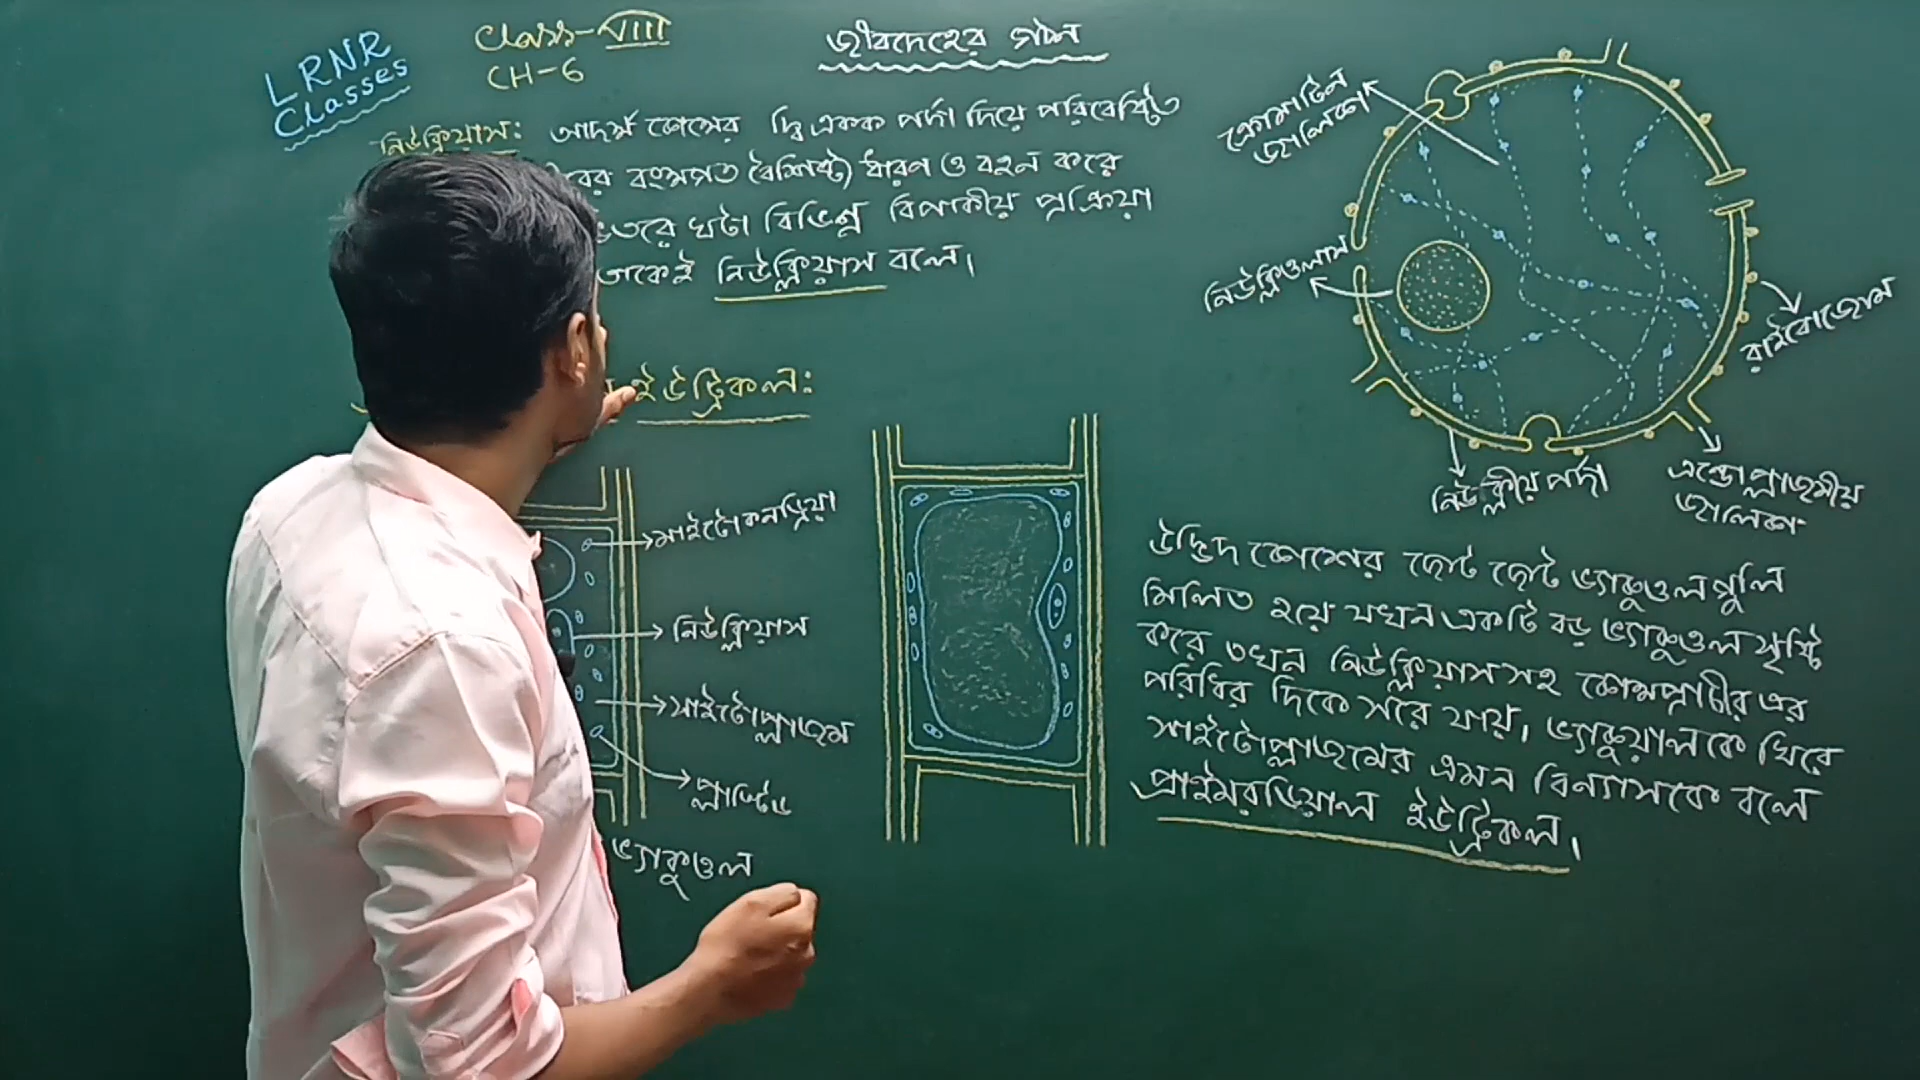 LRNR
Classes
Class-VIII
CH-6
জীবদেহের গঠন
নিউক্লিয়াস: আদর্শ কোষের দ্বি একক পর্দা দিয়ে পরিবেষ্টিত
বংশগত বৈশিষ্ট্য ধারণ ও বহন করে
ঘটা বিভিন্ন বিপাকীয় প্রক্রিয়া
তাকেই নিউক্লিয়াস বলে।
ইউট্রিকল:
মাইটোকনড্রিয়া
নিউক্লিয়াস
সাইটোপ্লাজম
প্লাস্টিড
ভ্যাকুওল
ক্রোমাটিন
জালিকা
নিউক্লিওলাস
রাইবোজোম
নিউক্লীয় পর্দা
এন্ডোপ্লাজমীয়
জালিকা
উদ্ভিদ কোশের ছোট ছোট ভ্যাকুওলগুলি
মিলিত হয়ে যখন একটি বড় ভ্যাকুওল সৃষ্টি
করে তখন নিউক্লিয়াসসহ কোষপ্রাচীর এর
পরিধির দিকে সরে যায়। ভ্যাকুয়ালকে ঘিরে
সাইটোপ্লাজমের এমন বিন্যাসকে বলে
প্রাইমরডিয়াল ইউট্রিকল।